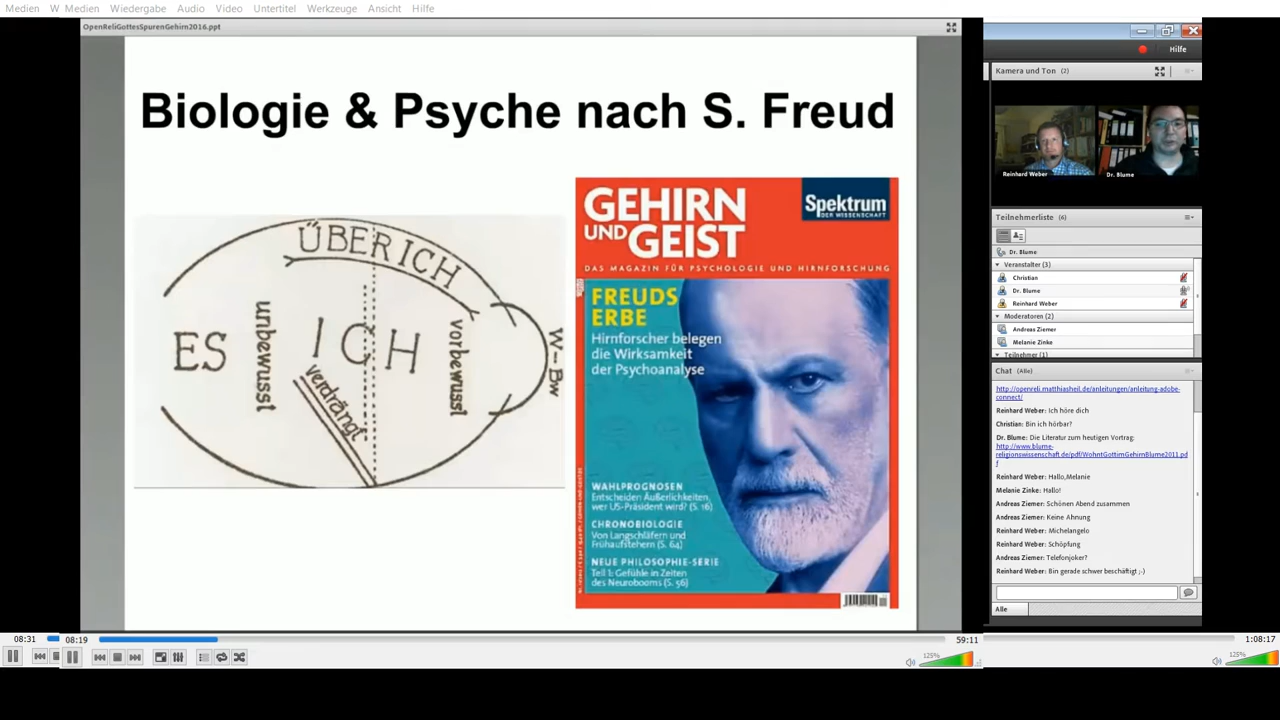 Medien W Medien Wiedergabe Audio Video Untertitel Werkzeuge Ansicht Hilfe
OpenReliGottesSpurenGehirn2016.ppt
Biologie & Psyche nach S. Freud
ÜBERICH
ES
unbewusst
ICH
vorbewusst
verdrängt
W-Bw
GEHIRN
UND GEIST
Spektrum
DER WISSENSCHAFT
DAS MAGAZIN FÜR PSYCHOLOGIE UND HIRNFORSCHUNG
FREUDS
ERBE
Hirnforscher belegen
die Wirksamkeit
der Psychoanalyse
WAHLPROGNOSEN
Entscheiden Äußerlichkeiten,
wer US-Präsident wird? (S. 16)
CHRONOBIOLOGIE
Von Langschläfern und
Frühaufstehern (S. 64)
NEUE PHILOSOPHIE-SERIE
Teil 1: Gefühle in Zeiten
des Neurobooms (S. 56)
Hilfe
Kamera und Ton (2)
Reinhard Weber
Dr. Blume
Teilnehmerliste (6)
Dr. Blume
Veranstalter (3)
Christian
Dr. Blume
Reinhard Weber
Moderatoren (2)
Andreas Ziemer
Melanie Zinke
Teilnehmer (1)
Chat (Alle)
http://openreli.matthiasheil.de/anleitungen/anleitung-adobe-
connect/
Reinhard Weber: Ich höre dich
Christian: Bin ich hörbar?
Dr. Blume: Die Literatur zum heutigen Vortrag:
http://www.blume-
religionswissenschaft.de/pdf/WohntGottimGehirnBlume2011.pd
f
Reinhard Weber: Hallo,Melanie
Melanie Zinke: Hallo!
Andreas Ziemer: Schönen Abend zusammen
Andreas Ziemer: Keine Ahnung
Reinhard Weber: Michelangelo
Reinhard Weber: Schöpfung
Andreas Ziemer: Telefonjoker?
Reinhard Weber: Bin gerade schwer beschäftigt ;-)
Alle
08:31 08:19 59:11 1:08:17
125% 125%